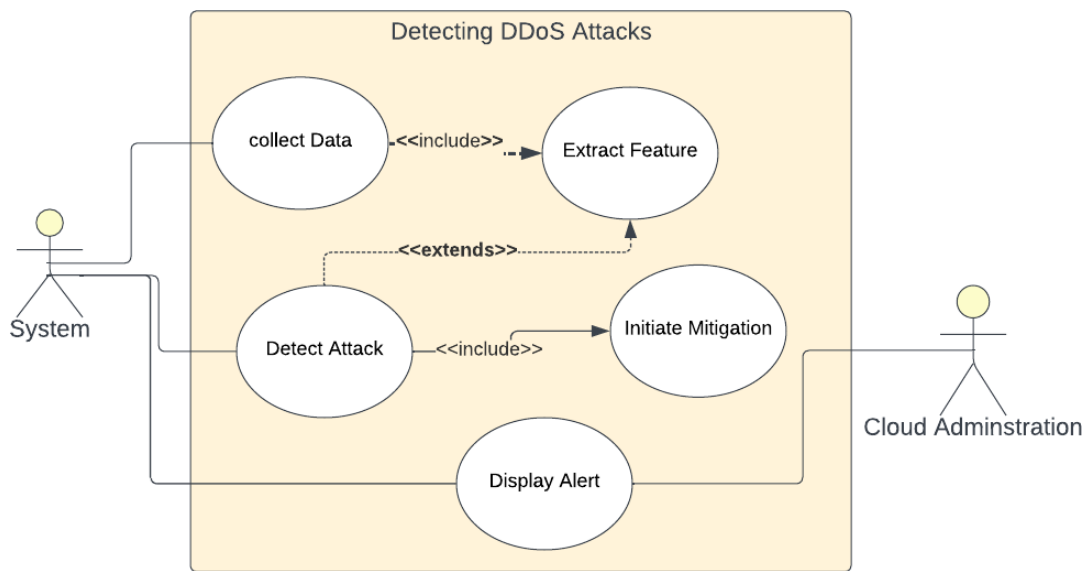 Detecting DDoS Attacks
collect Data
<<include>>
Extract Feature
<<extends>>
System
Detect Attack
<<include>>
Initiate Mitigation
Cloud Adminstration
Display Alert